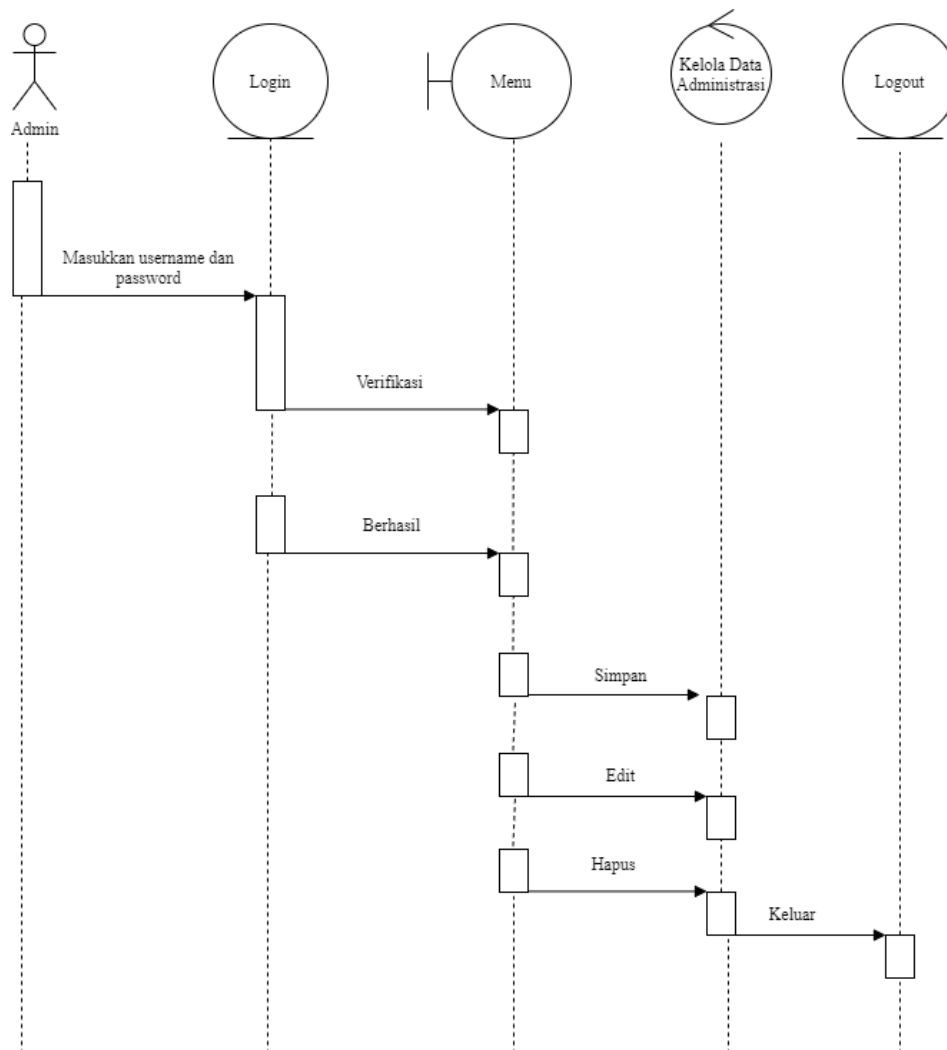 Admin
Login
Menu
Kelola Data
Administrasi
Logout
Masukkan username dan
password
Verifikasi
Berhasil
Simpan
Edit
Hapus
Keluar